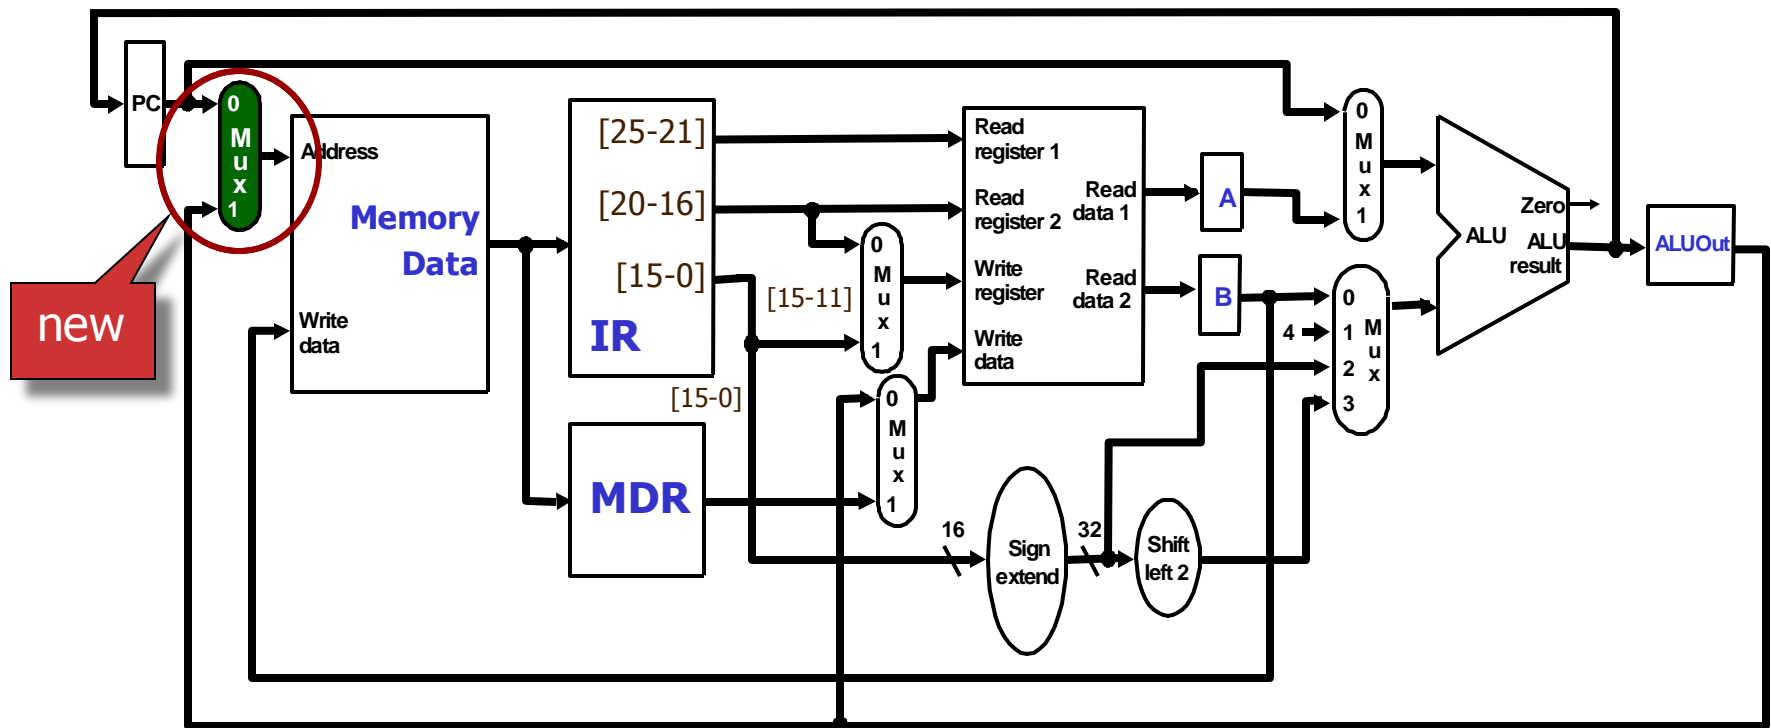 PC
0
M
u
x
1
new
Address
Memory
Data
Write
data
[25-21]
[20-16]
[15-0]
IR
[15-0]
MDR
[15-11]
0
M
u
x
1
0
M
u
x
1
Read
register 1
Read
register 2
Write
register
Write
data
Read
data 1
Read
data 2
16
Sign
extend
32
Shift
left 2
A
B
4
0
M
u
x
1
0
1
2
3
M
u
x
ALU
Zero
ALU
result
ALUOut